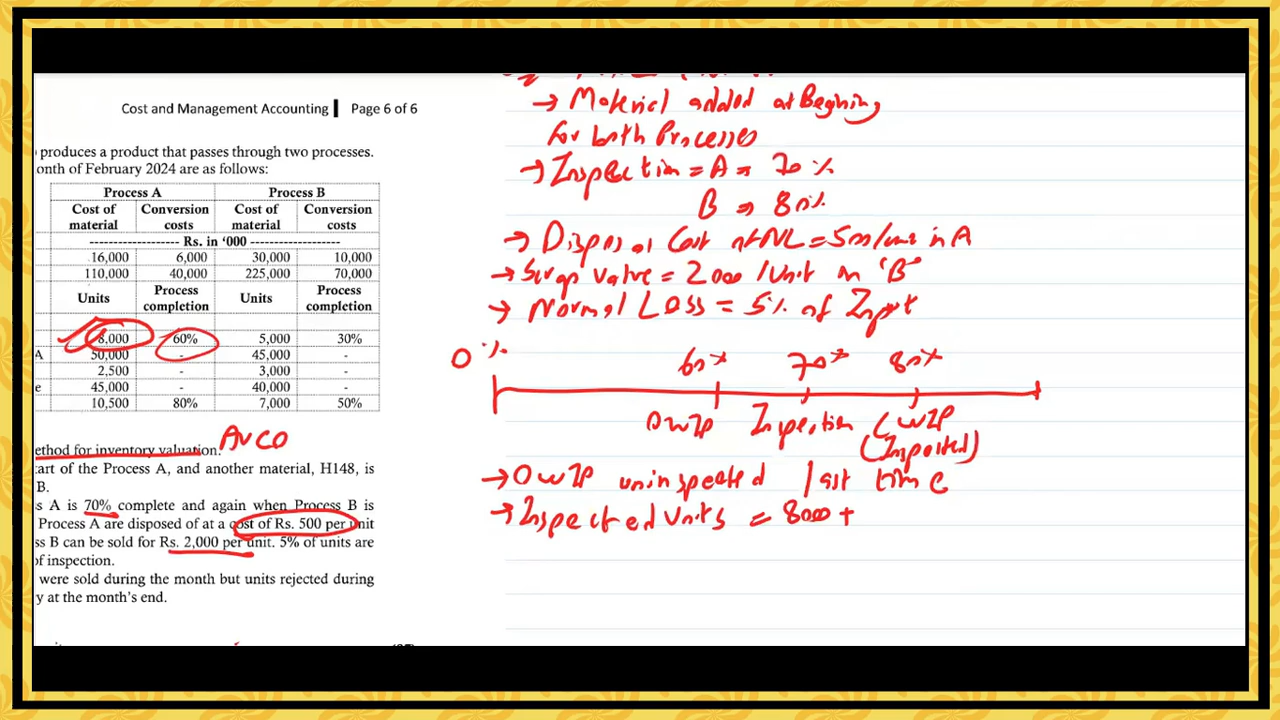 Cost and Management Accounting | Page 6 of 6
produces a product that passes through two processes.
onth of February 2024 are as follows:
Process A Process B
Cost of material Conversion costs Cost of material Conversion costs
------------------- Rs. in ‘000 --------------------
16,000 6,000 30,000 10,000
110,000 40,000 225,000 70,000
Units Process completion Units Process completion
8,000 60% 5,000 30%
A 50,000 - 45,000 -
2,500 - 3,000 -
e 45,000 - 40,000 -
10,500 80% 7,000 50%
AVCO
ethod for inventory valuation.
art of the Process A, and another material, H148, is
B.
s A is 70% complete and again when Process B is
Process A are disposed of at a cost of Rs. 500 per unit
ss B can be sold for Rs. 2,000 per unit. 5% of units are
of inspection.
were sold during the month but units rejected during
y at the month’s end.
→ Material added at Begining
for both Processes
→ Inspection = A = 70%
B ⇒ 80%
→ Disposal Cost of NL = 500/unit in A
→ Scrap value = 2000/unit in "B"
→ Normal Loss = 5% of Input
0% 60% 70% 80%
OWIP Inspection CWIP
(Inspected)
→ OWIP uninspected last time
→ Inspected units = 8000 +